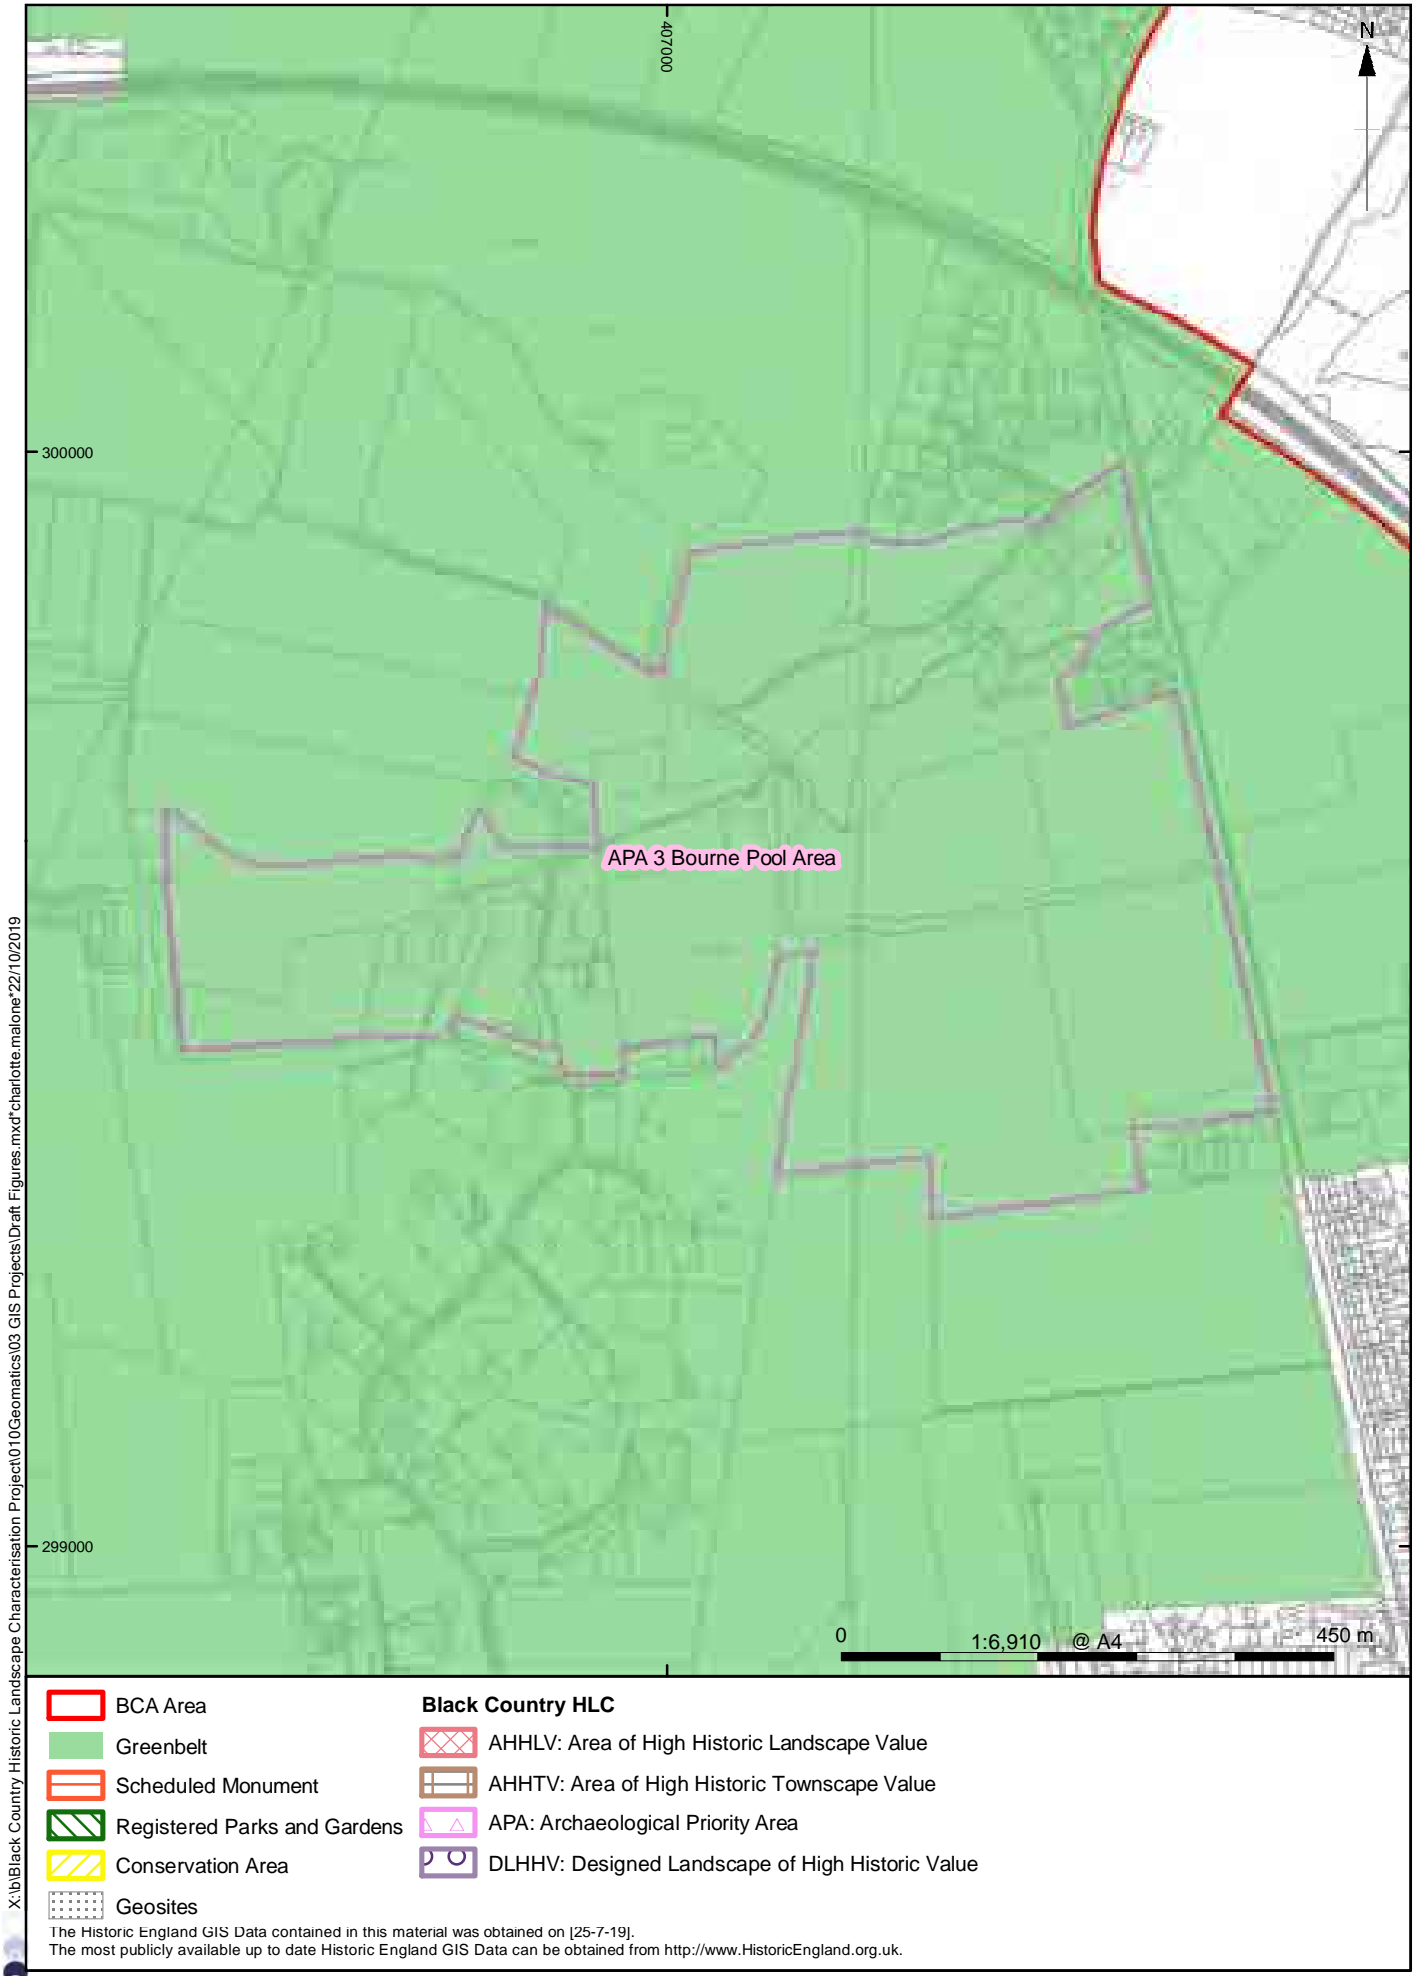 407000
N
300000
APA 3 Bourne Pool Area
299000
0 1:6,910 @ A4 450 m
X:\b\Black Country Historic Landscape Characterisation Project\010Geomatics\03 GIS Projects\Draft Figures.mxd*charlotte.malone*22/10/2019
BCA Area
Greenbelt
Scheduled Monument
Registered Parks and Gardens
Conservation Area
Geosites
Black Country HLC
AHHLV: Area of High Historic Landscape Value
AHHTV: Area of High Historic Townscape Value
APA: Archaeological Priority Area
DLHHV: Designed Landscape of High Historic Value
The Historic England GIS Data contained in this material was obtained on [25-7-19].
The most publicly available up to date Historic England GIS Data can be obtained from http://www.HistoricEngland.org.uk.